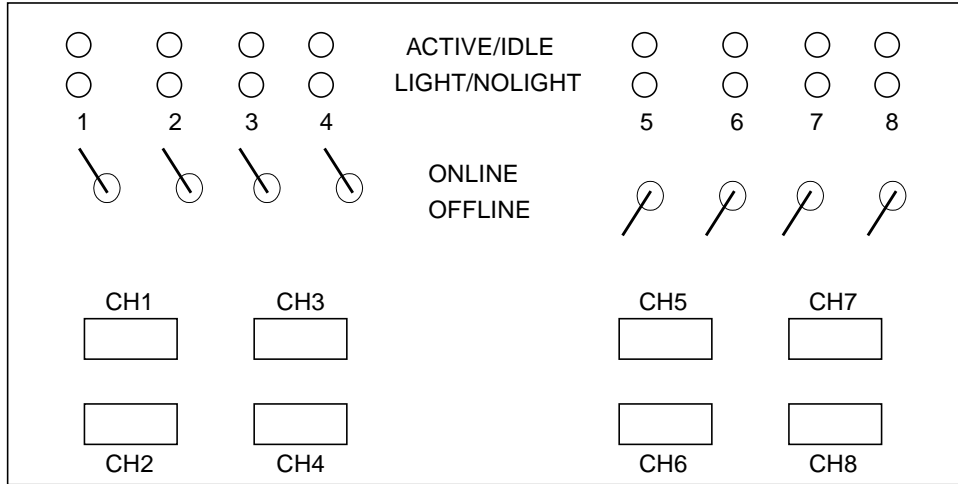 ACTIVE/IDLE
LIGHT/NOLIGHT
1 2 3 4 5 6 7 8
ONLINE
OFFLINE
CH1 CH3 CH5 CH7
CH2 CH4 CH6 CH8